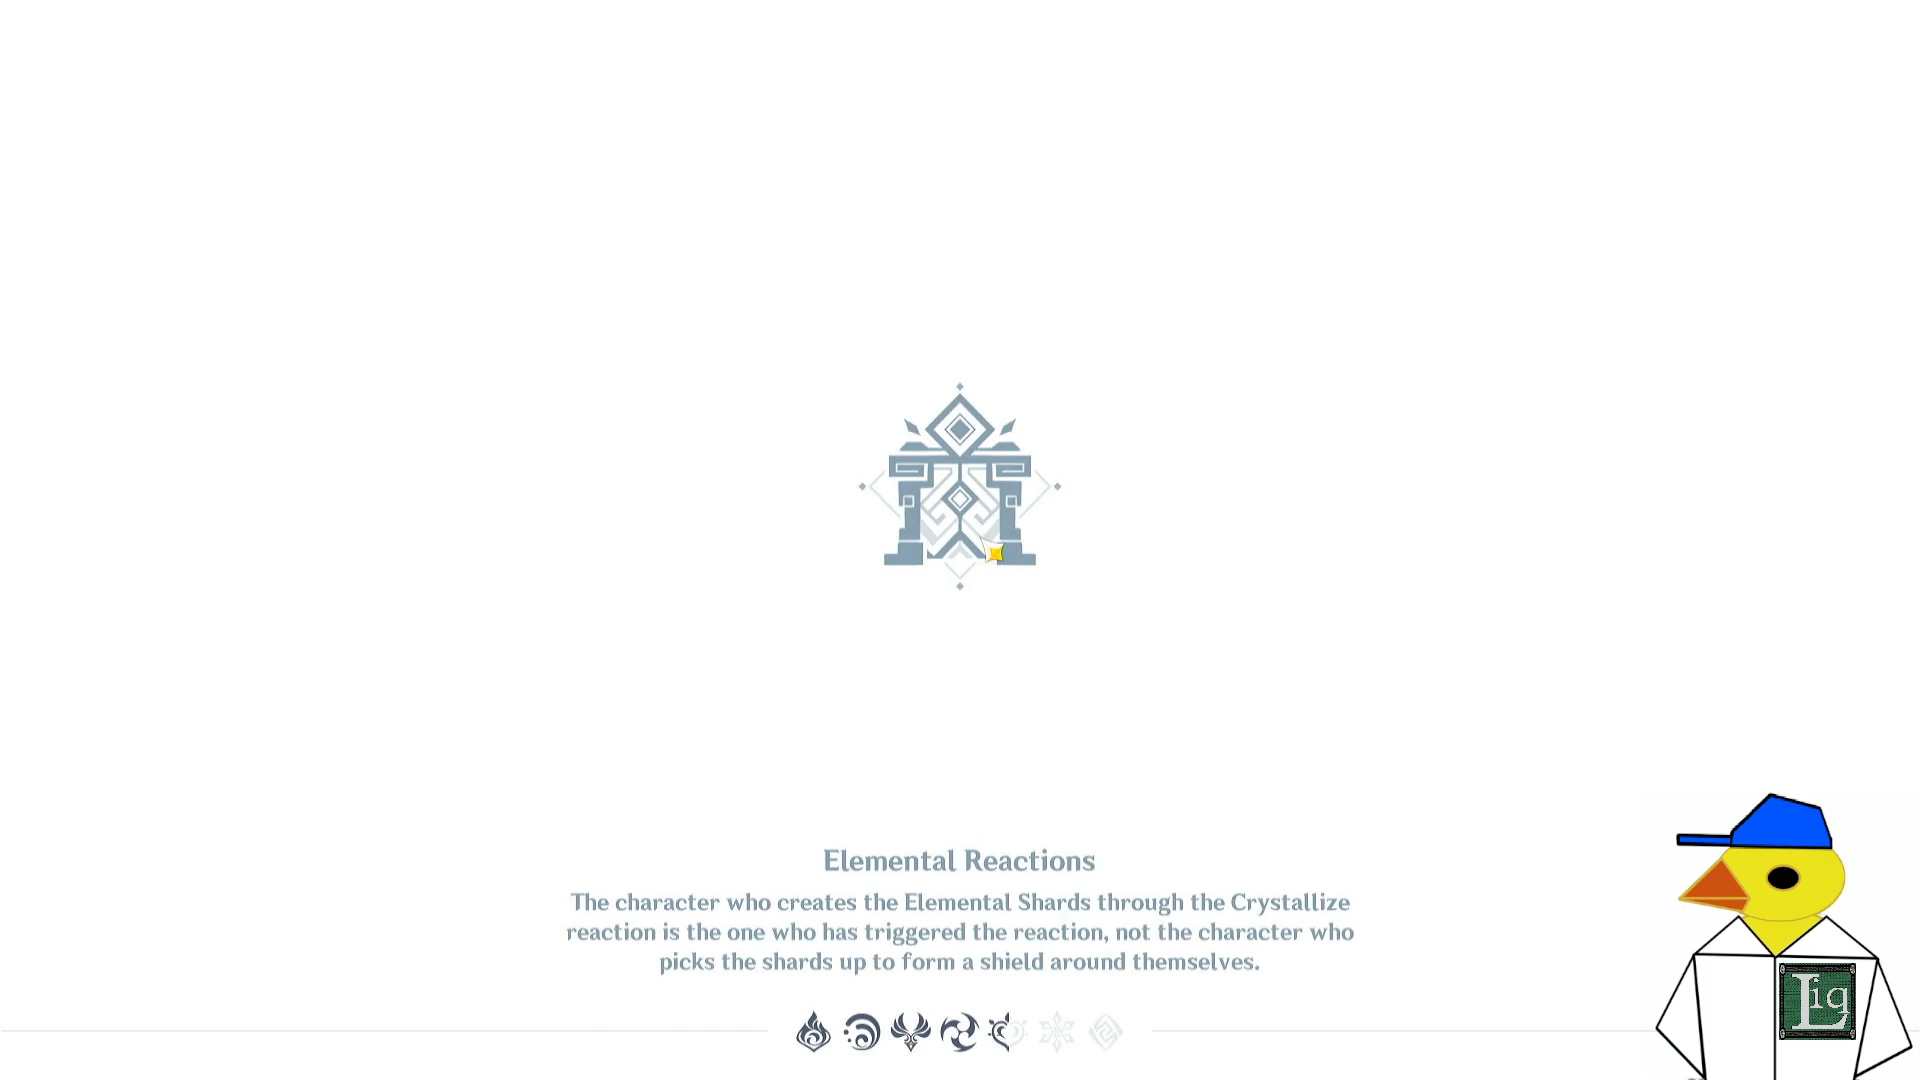 Elemental Reactions
The character who creates the Elemental Shards through the Crystallize
reaction is the one who has triggered the reaction, not the character who
picks the shards up to form a shield around themselves.
Liq